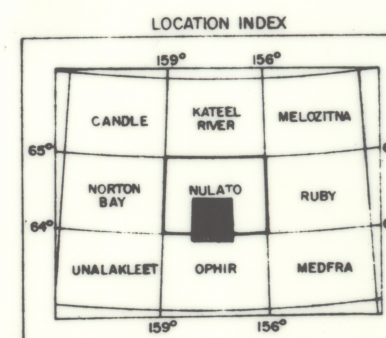 LOCATION INDEX
159° 156°
CANDLE KATEEL RIVER MELOZITNA
65°
NORTON BAY NULATO RUBY
64°
UNALAKLEET OPHIR MEDFRA
159° 156°